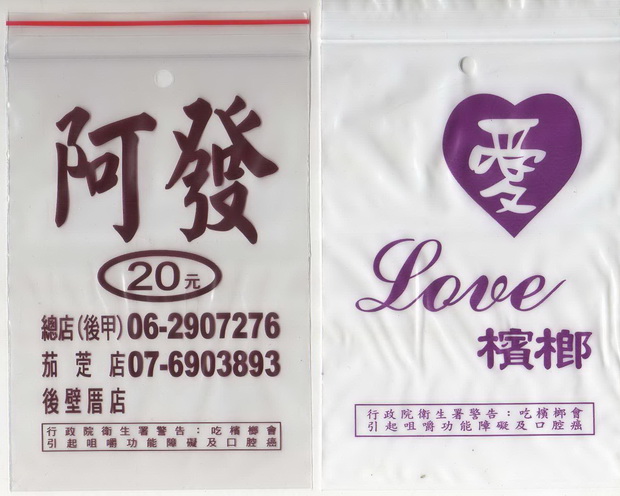 阿發
20元
總店(後甲)06-2907276
茄萣店07-6903893
後壁厝店
行政院衛生署警告:吃檳榔會
引起咀嚼功能障礙及口腔癌
愛
Love
檳榔
行政院衛生署警告:吃檳榔會
引起咀嚼功能障礙及口腔癌